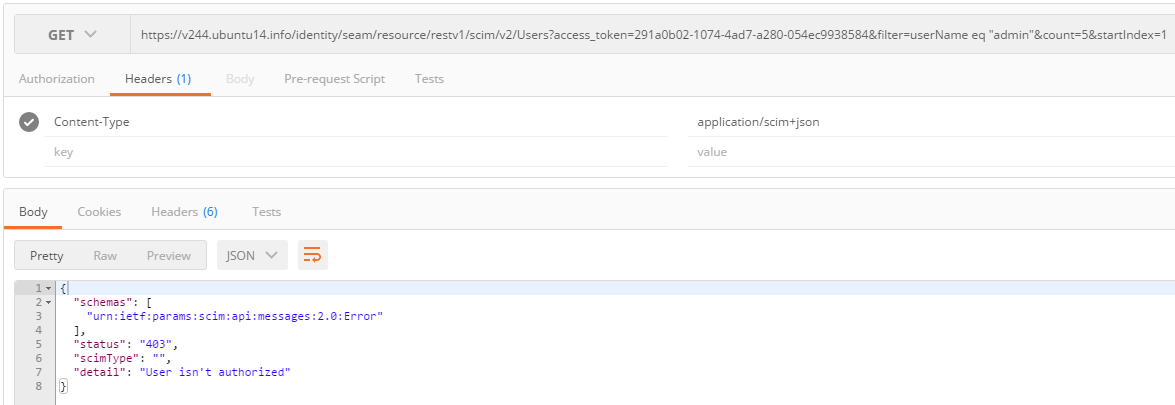 GET https://v244.ubuntu14.info/identity/seam/resource/restv1/scim/v2/Users?access_token=291a0b02-1074-4ad7-a280-054ec9938584&filter=userName eq "admin"&count=5&startIndex=1
Authorization Headers (1) Body Pre-request Script Tests
Content-Type application/scim+json
key value
Body Cookies Headers (6) Tests
Pretty Raw Preview JSON
1 {
2 "schemas": [
3 "urn:ietf:params:scim:api:messages:2.0:Error"
4 ],
5 "status": "403",
6 "scimType": "",
7 "detail": "User isn't authorized"
8 }